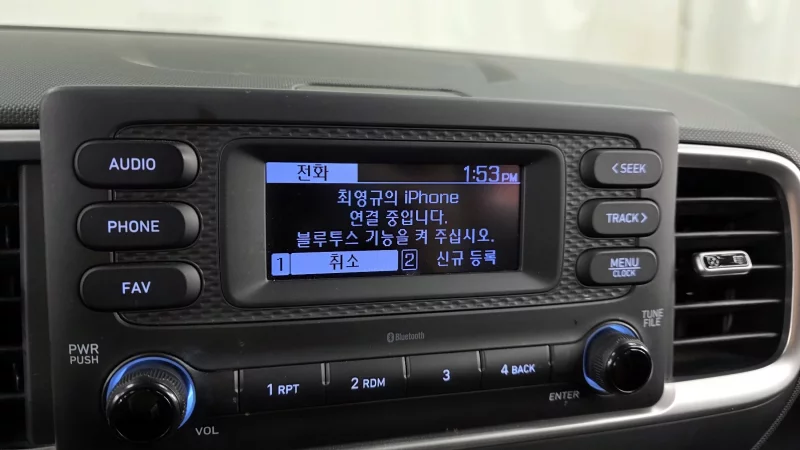 AUDIO
PHONE
FAV
전화 1:53 PM
최영규의 iPhone
연결 중입니다.
블루투스 기능을 켜 주십시오.
1 취소 2 신규 등록
< SEEK
TRACK >
MENU
CLOCK
Bluetooth
PWR
PUSH
VOL
1 RPT
2 RDM
3
4 BACK
TUNE
FILE
ENTER